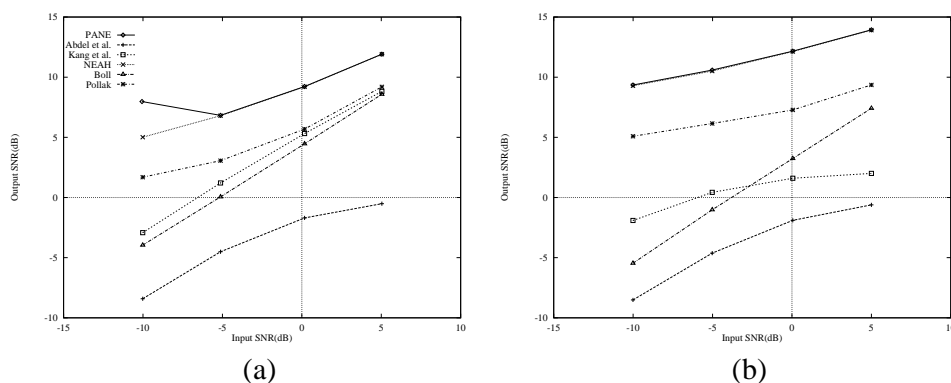 15
10
5
0
-5
-10
-15
-10
-5
0
5
10
Output SNR(dB)
Input SNR(dB)
PANE
Abdel et al.
Kang et al.
NEAH
Boll
Pollak
(a)
15
10
5
0
-5
-10
-15
-10
-5
0
5
10
Output SNR(dB)
Input SNR(dB)
(b)